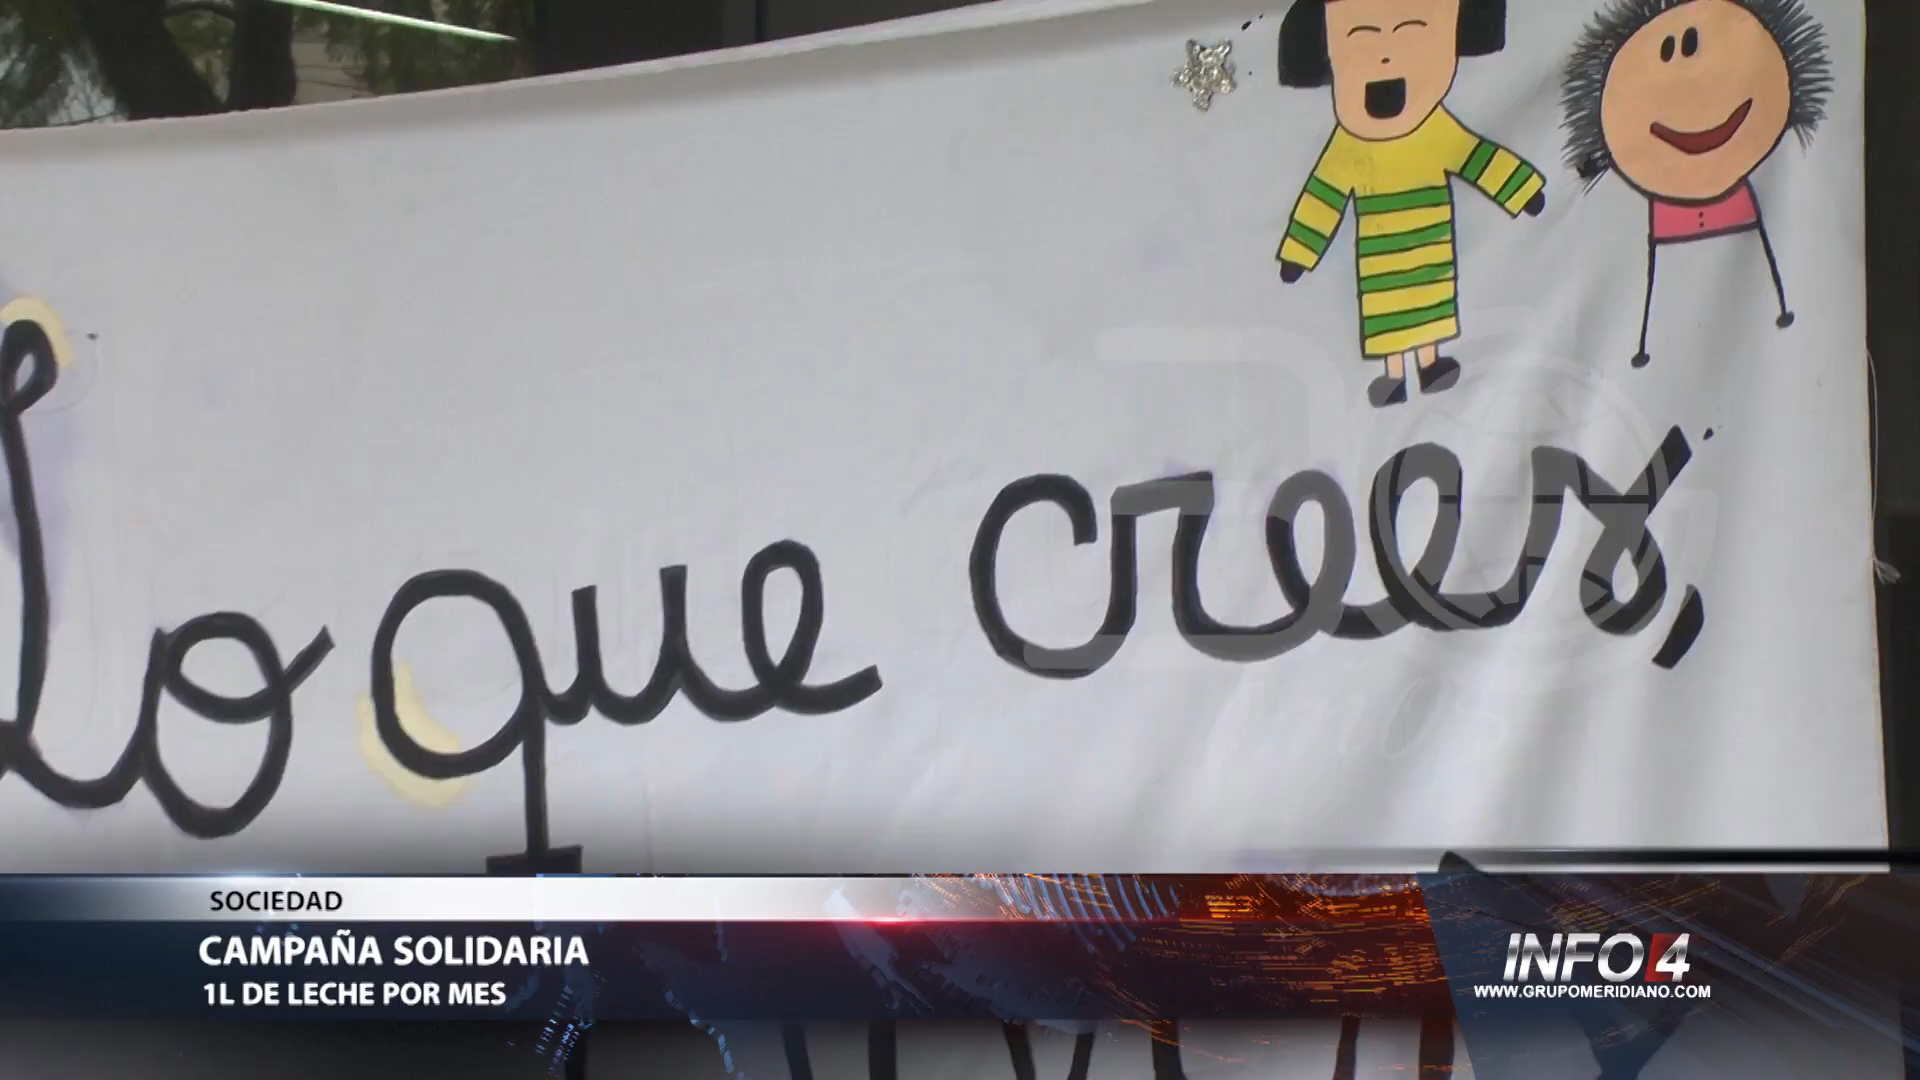 Lo que crees,
SOCIEDAD
CAMPAÑA SOLIDARIA
1L DE LECHE POR MES
INFO4
WWW.GRUPOMERIDIANO.COM